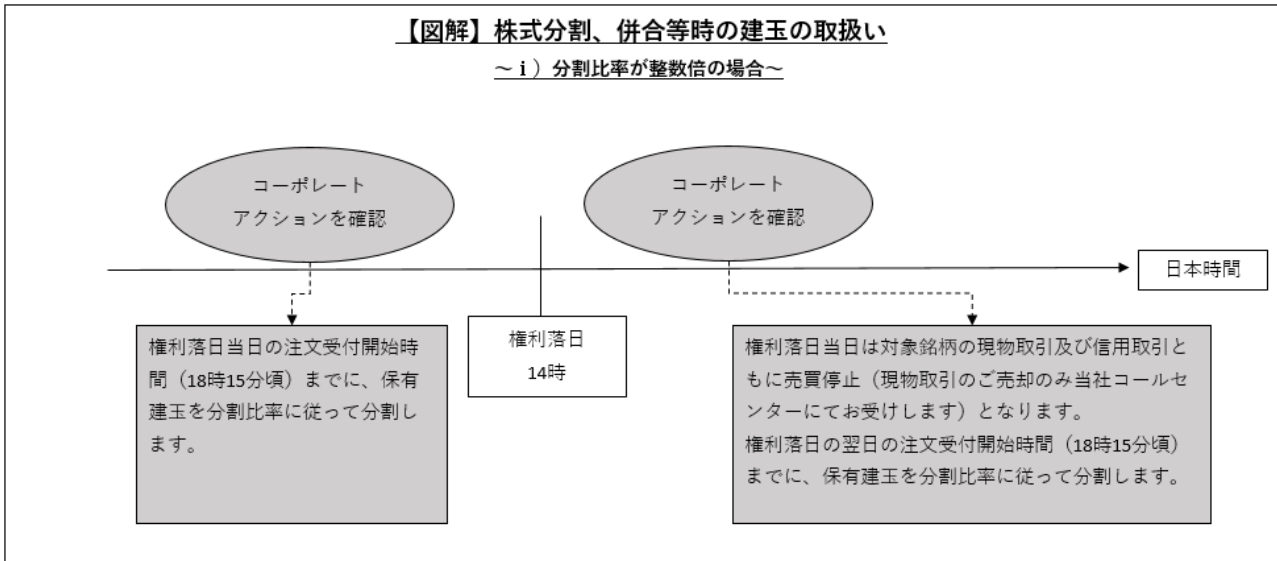 【図解】株式分割、併合等時の建玉の取扱い
～ｉ）分割比率が整数倍の場合～
コーポレート
アクションを確認
コーポレート
アクションを確認
日本時間
権利落日
14時
権利落日当日の注文受付開始時
間（18時15分頃）までに、保有
建玉を分割比率に従って分割し
ます。
権利落日当日は対象銘柄の現物取引及び信用取引と
もに売買停止（現物取引のご売却のみ当社コールセ
ンターにてお受けします）となります。
権利落日の翌日の注文受付開始時間（18時15分頃）
までに、保有建玉を分割比率に従って分割します。